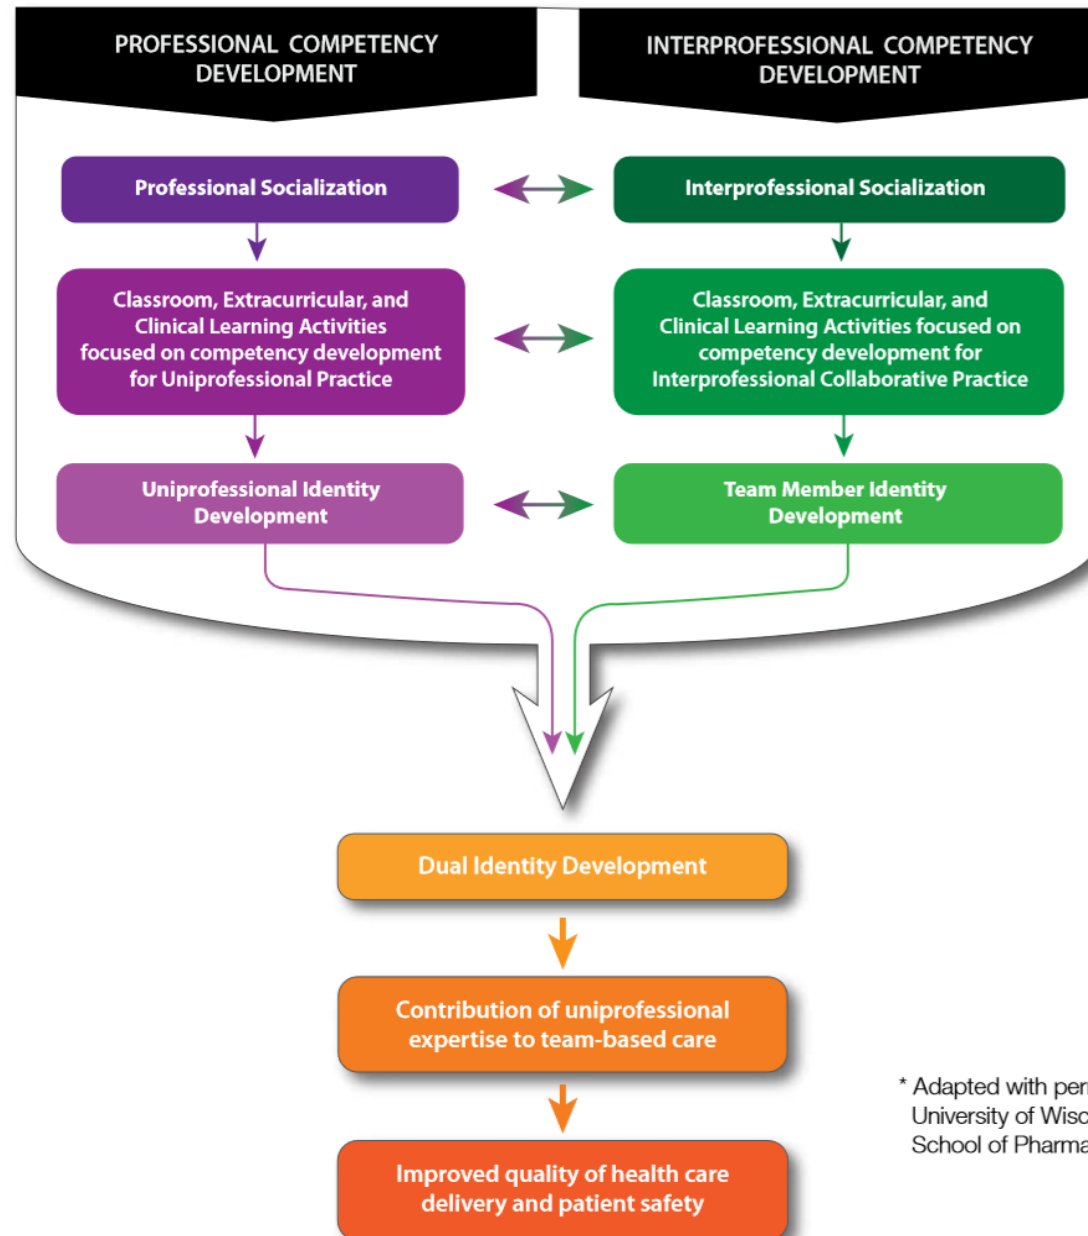 PROFESSIONAL COMPETENCY
DEVELOPMENT
INTERPROFESSIONAL COMPETENCY
DEVELOPMENT
Professional Socialization
Interprofessional Socialization
Classroom, Extracurricular, and
Clinical Learning Activities
focused on competency development
for Uniprofessional Practice
Classroom, Extracurricular, and
Clinical Learning Activities focused on
competency development for
Interprofessional Collaborative Practice
Uniprofessional Identity
Development
Team Member Identity
Development
Dual Identity Development
Contribution of uniprofessional
expertise to team-based care
* Adapted with
University of
School of
Improved quality of health care
delivery and patient safety